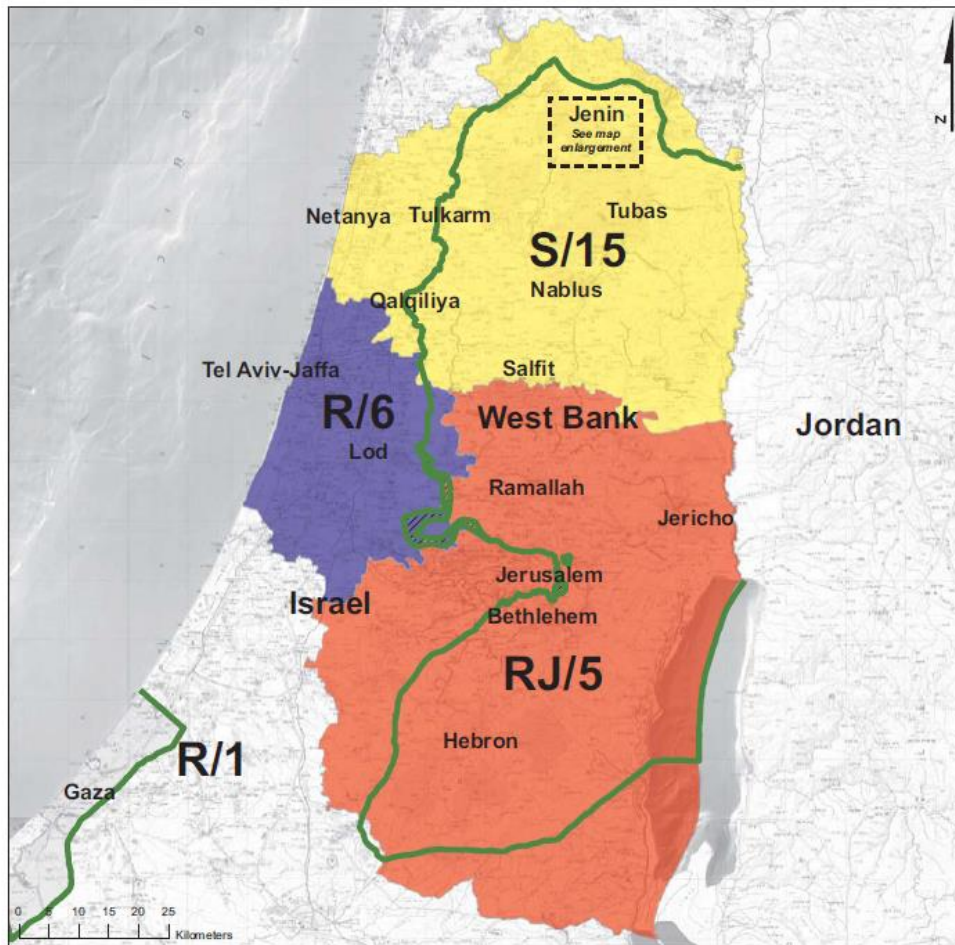 N
Jenin
See map
enlargement
Netanya
Tulkarm
Tubas
S/15
Nablus
Qalqiliya
Tel Aviv-Jaffa
Salfit
R/6
West Bank
Jordan
Lod
Ramallah
Jericho
Jerusalem
Israel
Bethlehem
RJ/5
Hebron
R/1
Gaza
0 5 10 15 20 25
Kilometers